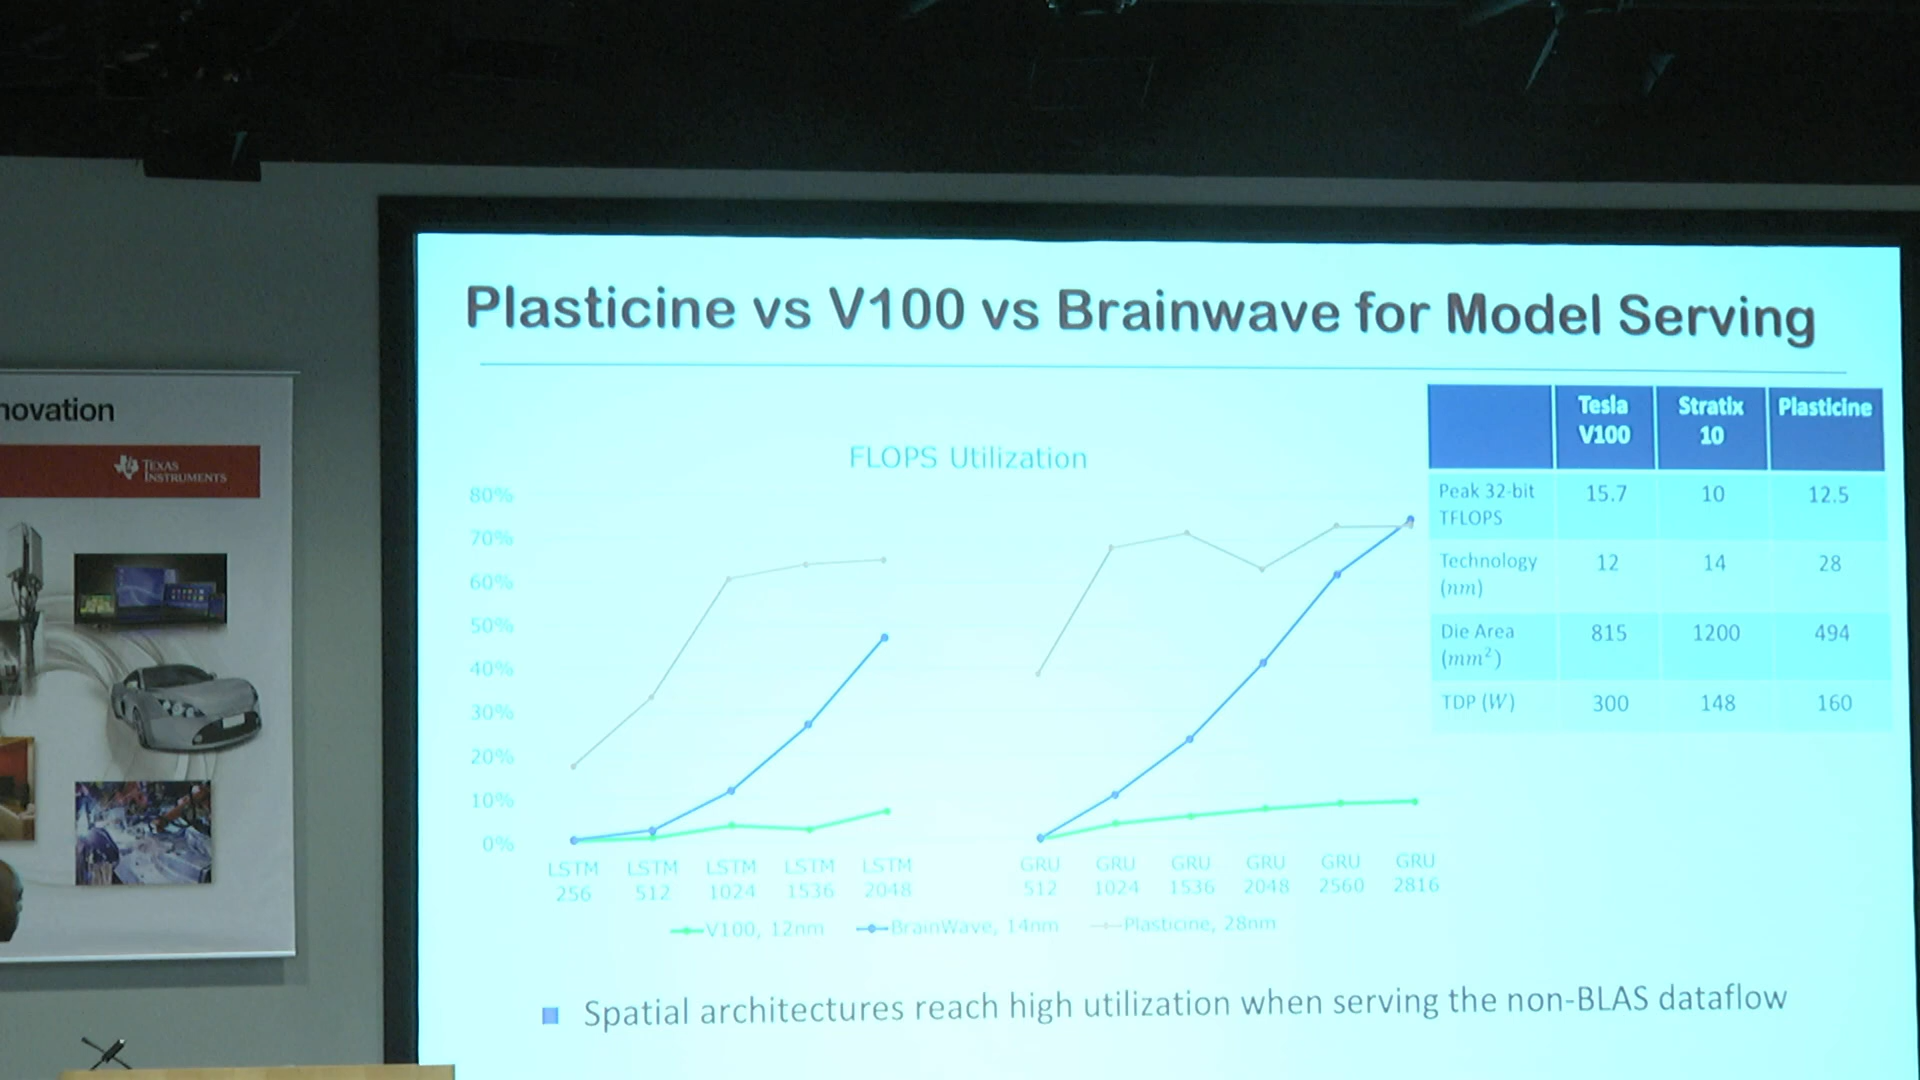 Plasticine vs V100 vs Brainwave for Model Serving
novation
TEXAS
INSTRUMENTS
FLOPS Utilization
80%
70%
60%
50%
40%
30%
20%
10%
0%
LSTM 256
LSTM 512
LSTM 1024
LSTM 1536
LSTM 2048
GRU 512
GRU 1024
GRU 1536
GRU 2048
GRU 2560
GRU 2816
V100, 12nm BrainWave, 14nm Plasticine, 28nm
Tesla V100 Stratix 10 Plasticine
Peak 32-bit TFLOPS 15.7 10 12.5
Technology (nm) 12 14 28
Die Area (mm²) 815 1200 494
TDP (W) 300 148 160
Spatial architectures reach high utilization when serving the non-BLAS dataflow